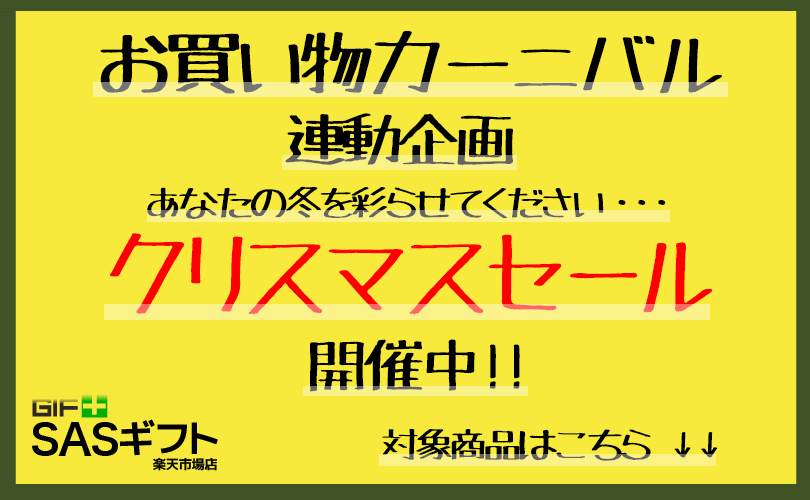 お買い物カーニバル
連動企画
あなたの冬を彩らせてください・・・
クリスマスセール
開催中!!
GIF+
SASギフト
楽天市場店
対象商品はこちら ↓↓